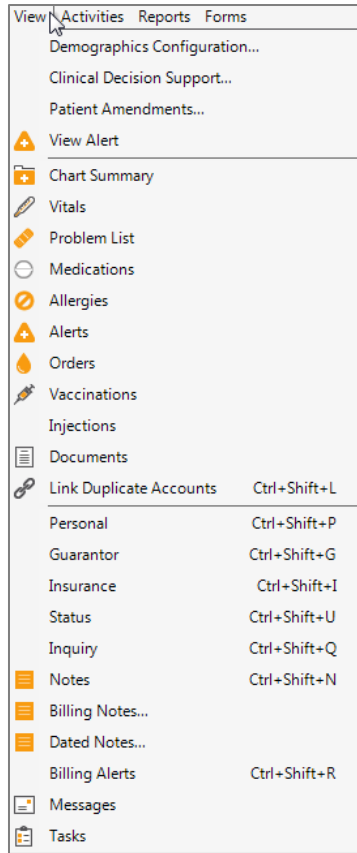 View Activities Reports Forms
Demographics Configuration...
Clinical Decision Support...
Patient Amendments...
View Alert
Chart Summary
Vitals
Problem List
Medications
Allergies
Alerts
Orders
Vaccinations
Injections
Documents
Link Duplicate Accounts Ctrl+Shift+L
Personal Ctrl+Shift+P
Guarantor Ctrl+Shift+G
Insurance Ctrl+Shift+I
Status Ctrl+Shift+U
Inquiry Ctrl+Shift+Q
Notes Ctrl+Shift+N
Billing Notes...
Dated Notes...
Billing Alerts Ctrl+Shift+R
Messages
Tasks